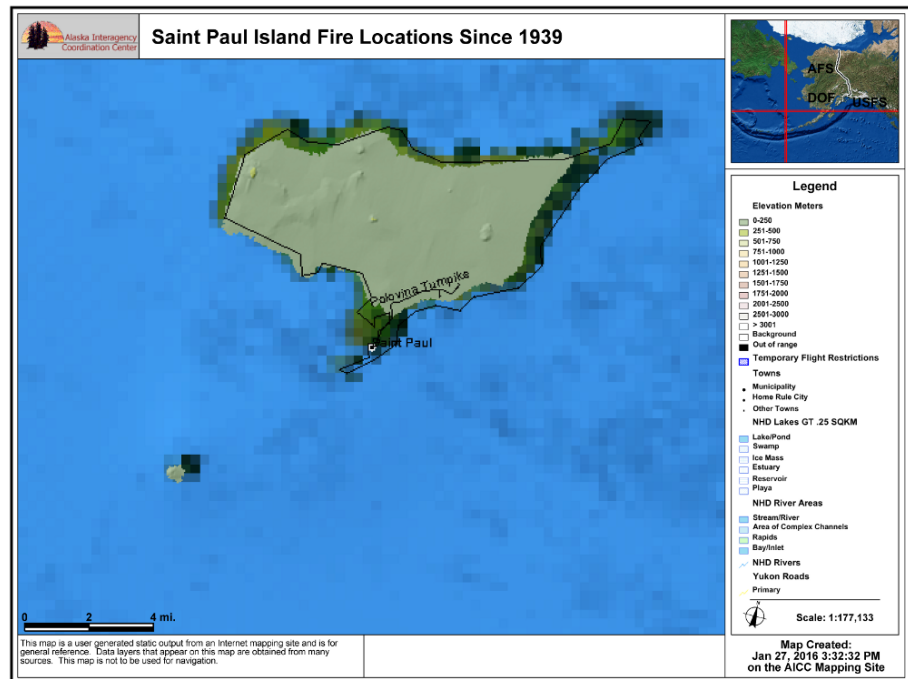 Alaska Interagency
Coordination Center
Saint Paul Island Fire Locations Since 1939
AFS
DOF
USFS
Polovina Turnpike
Saint Paul
0 2 4 mi.
Legend
Elevation Meters
0-250
251-500
501-750
751-1000
1001-1250
1251-1500
1501-1750
1751-2000
2001-2500
2501-3000
> 3001
Background
Out of range
Temporary Flight Restrictions
Towns
Municipality
Home Rule City
Other Towns
NHD Lakes GT .25 SQKM
Lake/Pond
Swamp
Ice Mass
Estuary
Reservoir
Playa
NHD River Areas
Stream/River
Area of Complex Channels
Rapids
Bay/Inlet
NHD Rivers
Yukon Roads
Primary
N
Scale: 1:177,133
This map is a user generated static output from an Internet mapping site and is for
general reference. Data layers that appear on this map are obtained from many
sources. This map is not to be used for navigation.
Map Created:
Jan 27, 2016 3:32:32 PM
on the AICC Mapping Site